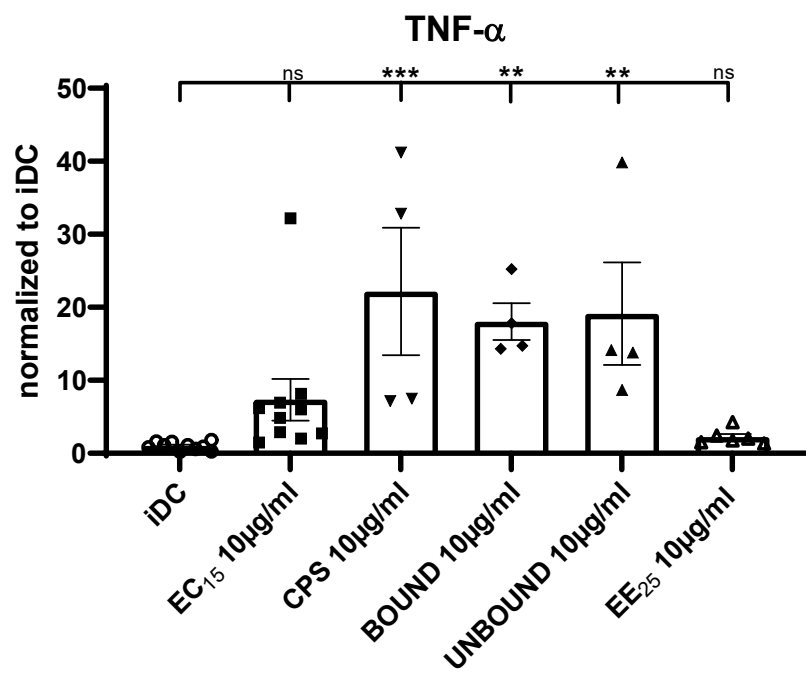 TNF-α
ns *** ** ** ns
normalized to iDC
50
40
30
20
10
0
iDC
EC₁₅ 10µg/ml
CPS 10µg/ml
BOUND 10µg/ml
UNBOUND 10µg/ml
EE₂₅ 10µg/ml